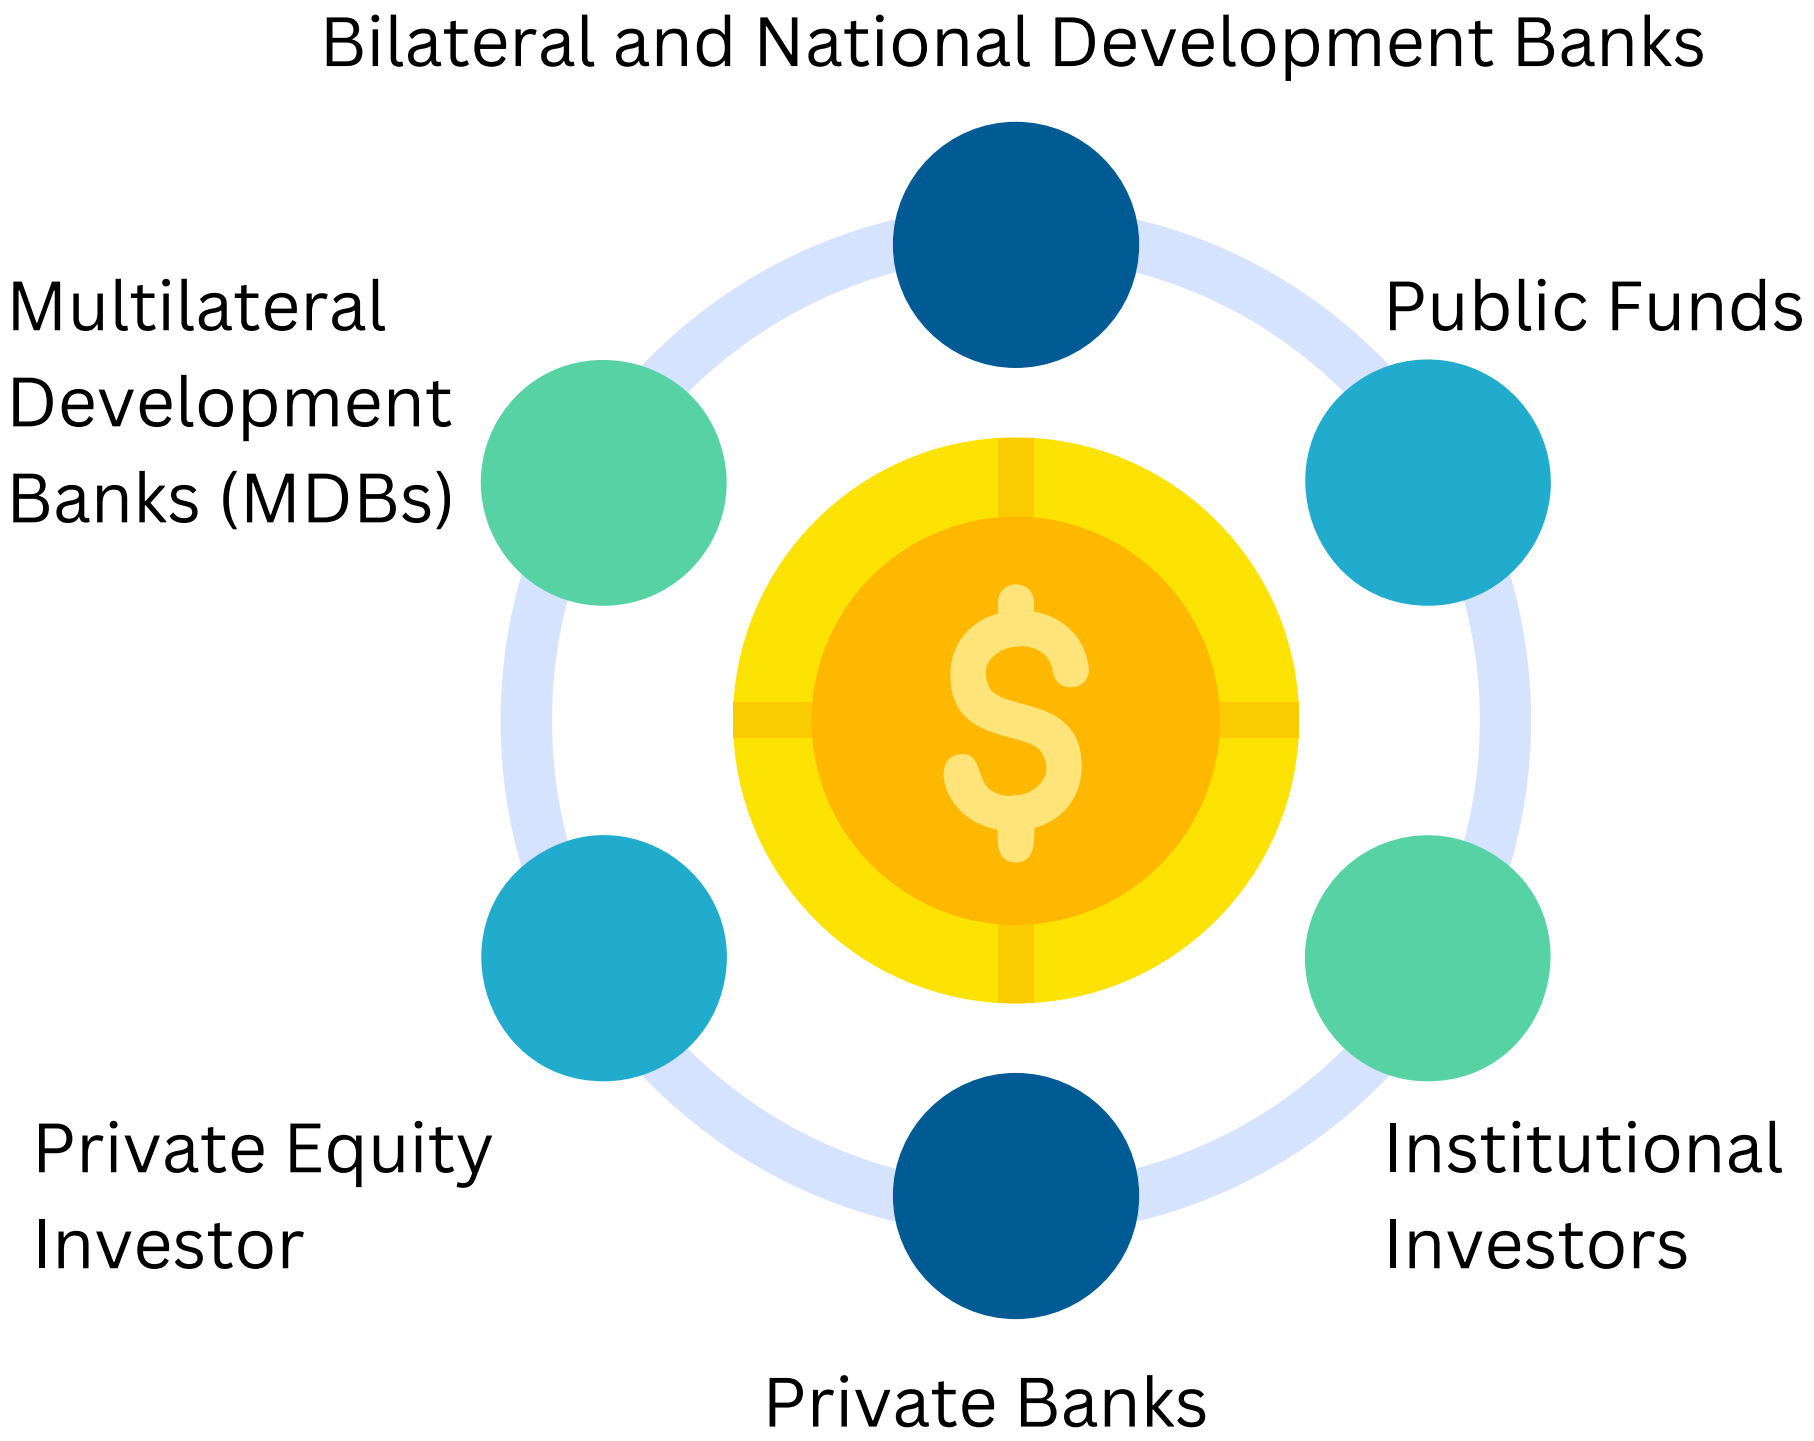 Bilateral and National Development Banks
Multilateral
Development
Banks (MDBs)
Public Funds
$
Private Equity
Investor
Institutional
Investors
Private Banks